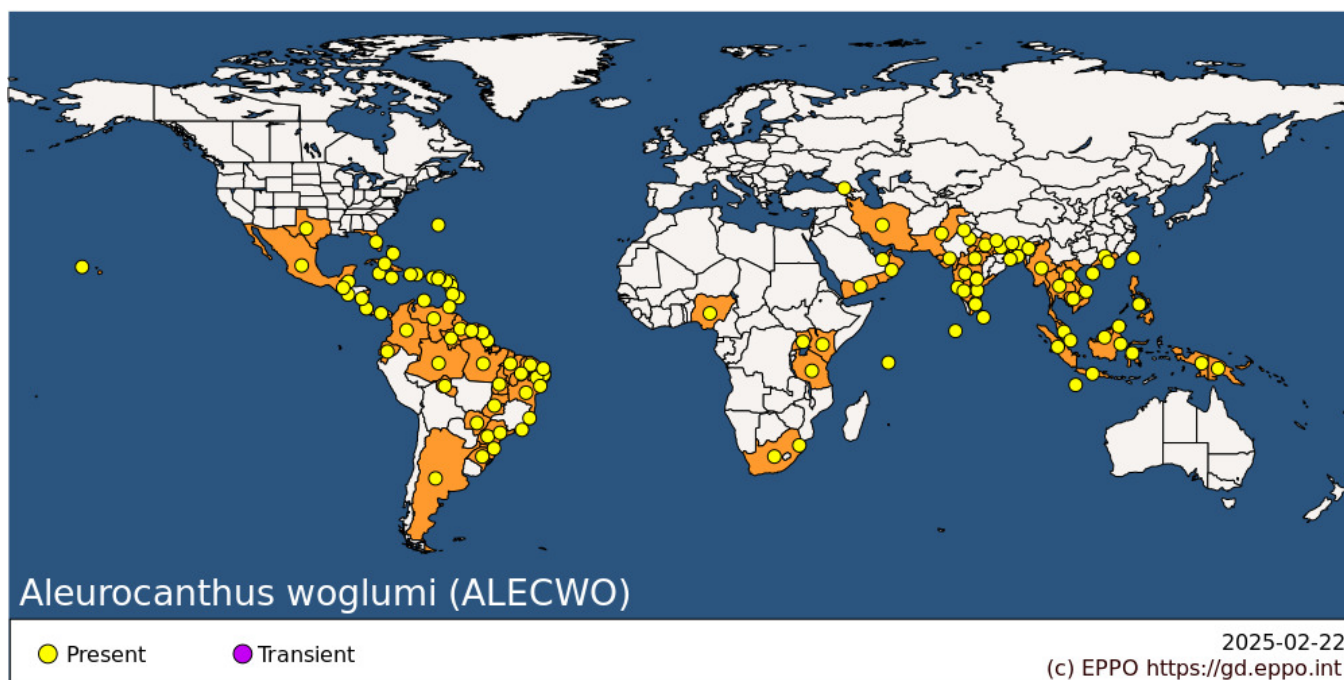 Aleurocanthus woglumi (ALECWO)
Present
Transient
2025-02-22
(c) EPPO https://gd.eppo.int